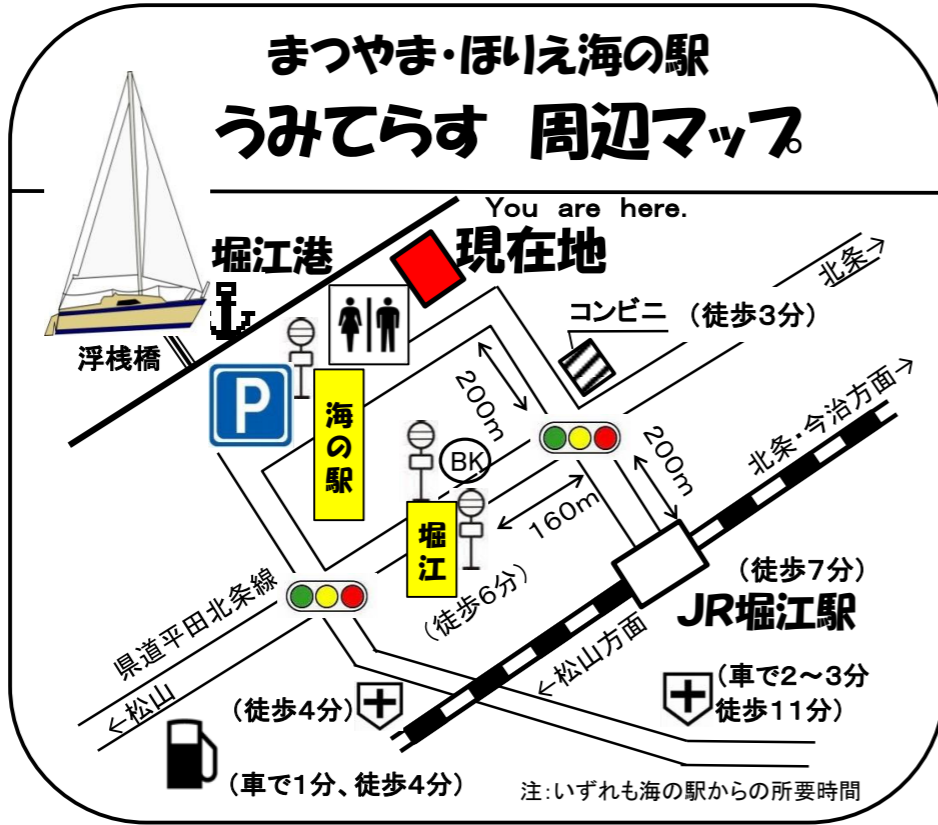 まつやま・ほりえ海の駅
うみてらす 周辺マップ。
You are here.
現在地
堀江港
北条→
コンビニ (徒歩3分)
浮桟橋
P
海の駅
200m
BK
200m
北条・今治方面→
堀江
160m
(徒歩6分)
(徒歩7分)
JR堀江駅
県道平田北条線
←松山
←松山方面
(徒歩4分)
(車で2～3分
徒歩11分)
(車で1分、徒歩4分)
注:いずれも海の駅からの所要時間